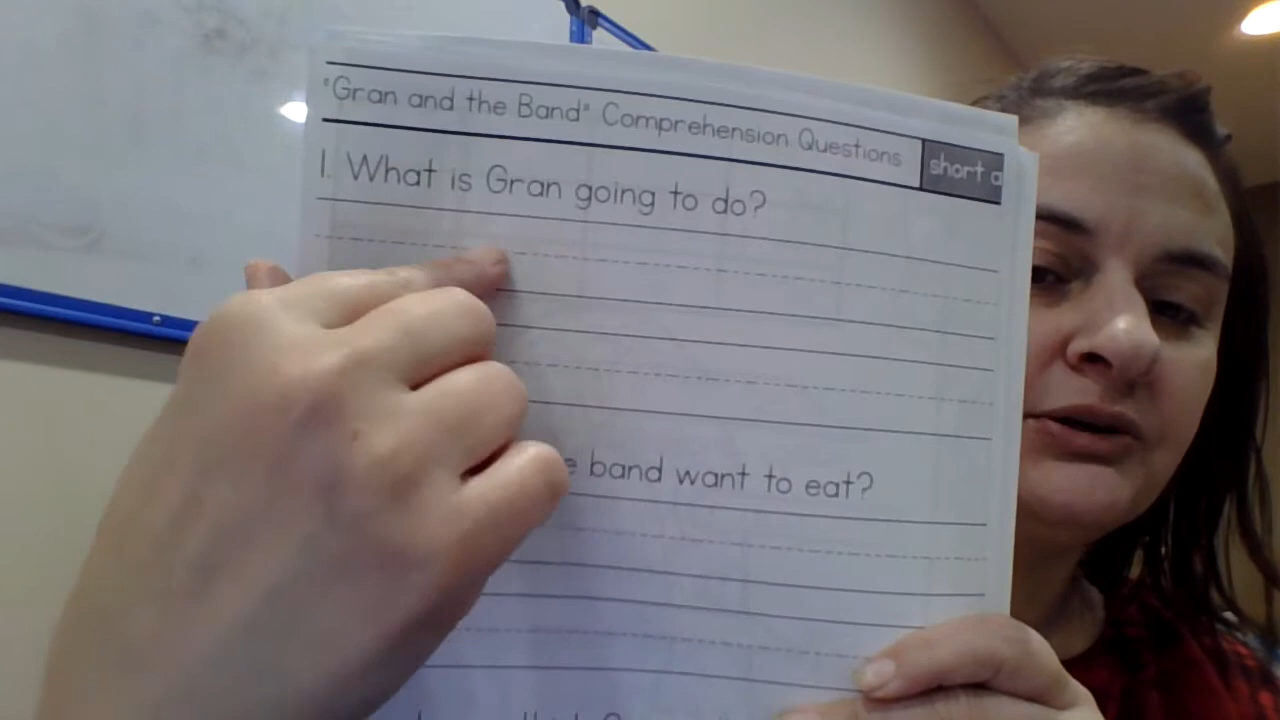 "Gran and the Band" Comprehension Questions
short a
1. What is Gran going to do?
band want to eat?